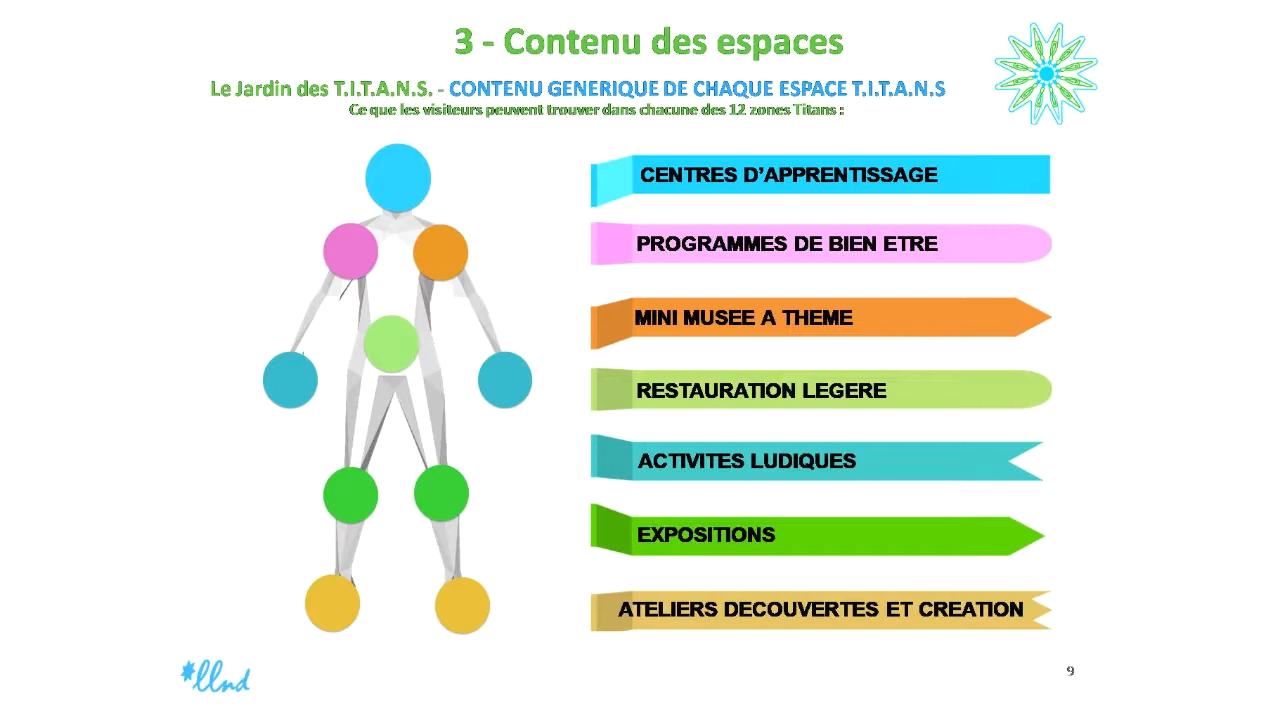 3 - Contenu des espaces
Le Jardin des T.I.T.A.N.S. - CONTENU GENERIQUE DE CHAQUE ESPACE T.I.T.A.N.S
Ce que les visiteurs peuvent trouver dans chacune des 12 zones Titans :
CENTRES D'APPRENTISSAGE
PROGRAMMES DE BIEN ETRE
MINI MUSEE A THEME
RESTAURATION LEGERE
ACTIVITES LUDIQUES
EXPOSITIONS
ATELIERS DECOUVERTES ET CREATION
llnd
9